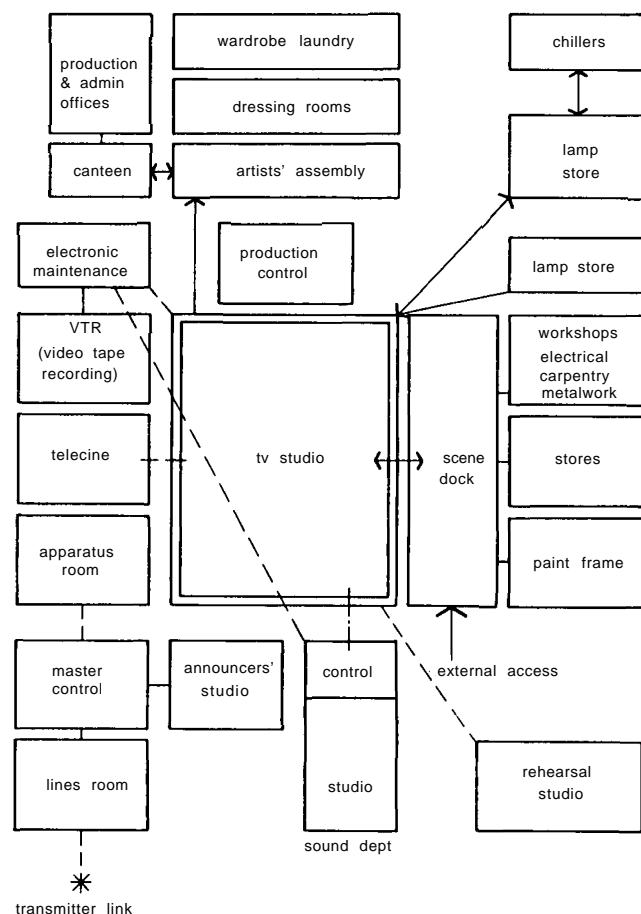 production
& admin
offices
wardrobe laundry
dressing rooms
canteen
artists' assembly
chillers
lamp
store
electronic
maintenance
production
control
lamp store
VTR
(video tape
recording)
workshops
electrical
carpentry
metalwork
telecine
tv studio
scene
dock
stores
apparatus
room
paint frame
master
control
announcers'
studio
control
external access
lines room
studio
rehearsal
studio
sound dept
transmitter link